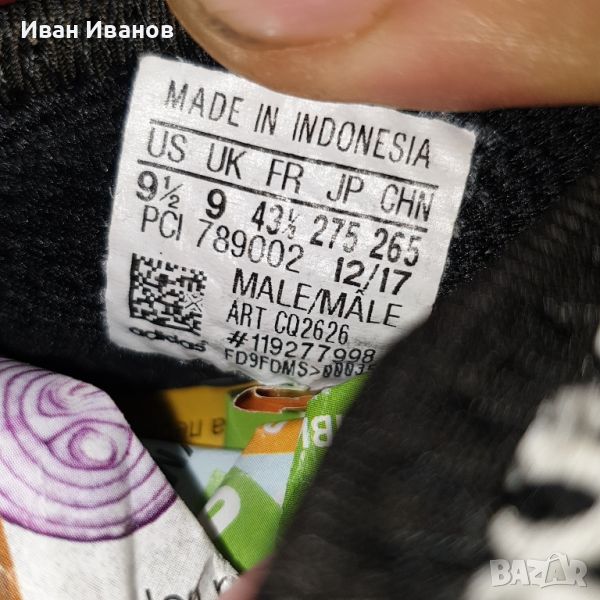 Иван Иванов
MADE IN INDONESIA
US UK FR JP CHN
9½ 9 43⅓ 275 265
PCI 789002 12/17
MALE/MÂLE
ART CQ2626
#119277998
adidas
BAZAR